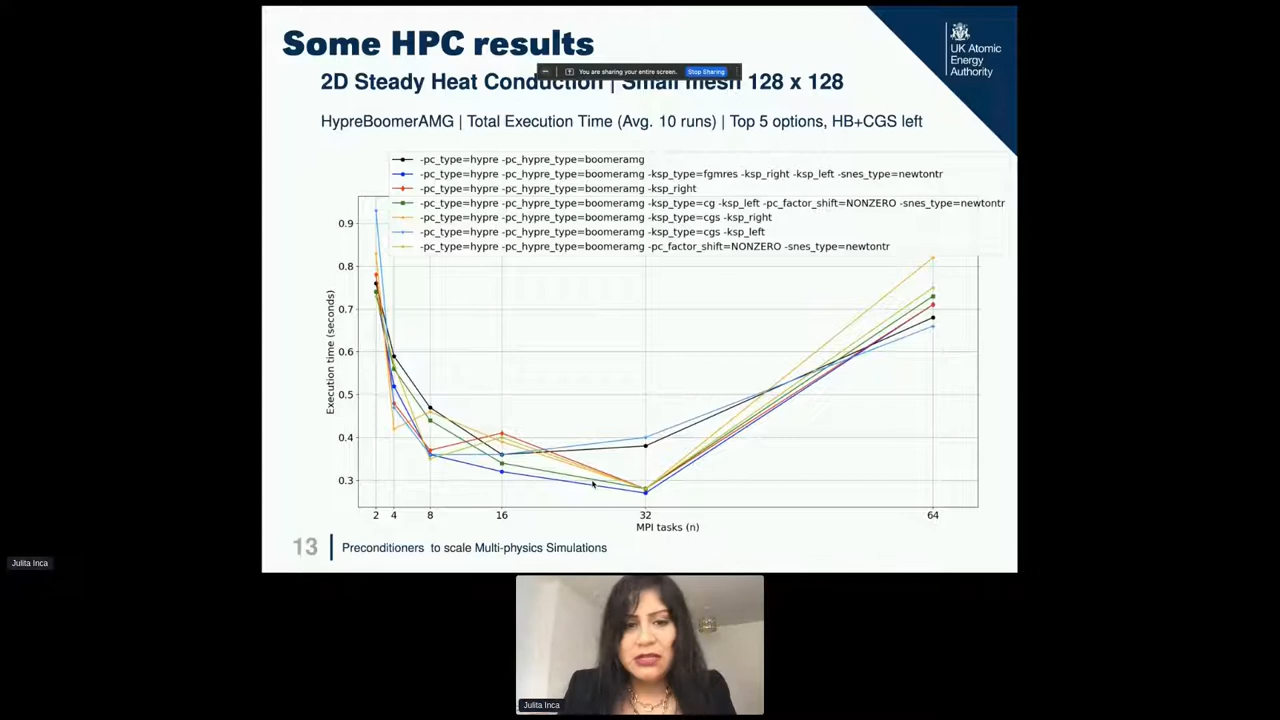 Some HPC results
UK Atomic
Energy
Authority
You are sharing your entire screen.
Stop Sharing
2D Steady Heat Conduction | Small mesh 128 x 128
HypreBoomerAMG | Total Execution Time (Avg. 10 runs) | Top 5 options, HB+CGS left
-pc_type=hypre -pc_hypre_type=boomeramg
-pc_type=hypre -pc_hypre_type=boomeramg -ksp_type=fgmres -ksp_right -ksp_left -snes_type=newtontr
-pc_type=hypre -pc_hypre_type=boomeramg -ksp_right
-pc_type=hypre -pc_hypre_type=boomeramg -ksp_type=cg -ksp_left -pc_factor_shift=NONZERO -snes_type=newtontr
-pc_type=hypre -pc_hypre_type=boomeramg -ksp_type=cgs -ksp_right
-pc_type=hypre -pc_hypre_type=boomeramg -ksp_type=cgs -ksp_left
-pc_type=hypre -pc_hypre_type=boomeramg -pc_factor_shift=NONZERO -snes_type=newtontr
0.9
0.8
0.7
0.6
0.5
0.4
0.3
Execution time (seconds)
2 4 8 16 32 64
MPI tasks (n)
13
Preconditioners to scale Multi-physics Simulations
Julita Inca
Julita Inca